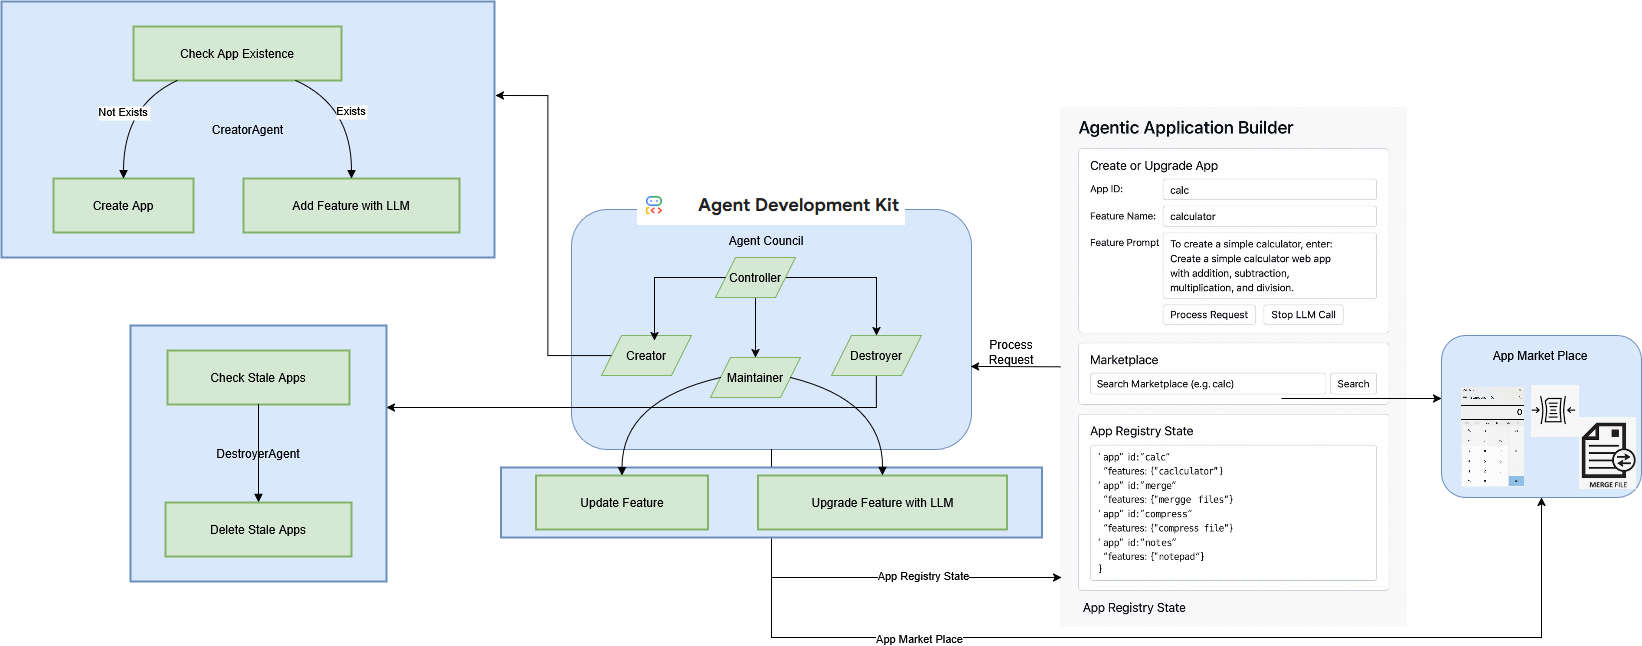 Check App Existence
Not Exists
Exists
CreatorAgent
Create App
Add Feature with LLM
Check Stale Apps
DestroyerAgent
Delete Stale Apps
Agent Development Kit
Agent Council
Controller
Creator
Maintainer
Destroyer
Update Feature
Upgrade Feature with LLM
Process
Request
App Registry State
App Market Place
Agentic Application Builder
Create or Upgrade App
App ID:
calc
Feature Name:
calculator
Feature Prompt
To create a simple calculator, enter:
Create a simple calculator web app
with addition, subtraction,
multiplication, and division.
Process Request
Stop LLM Call
Marketplace
Search Marketplace (e.g. calc)
Search
App Registry State
' app" id:"calc"
"features: {"caclculator"}
' app" id:"merge"
"features: {"mergge files"}
' app" id:"compress"
"features: {"compress file"}
' app" id:"notes"
"features: {"notepad"}
}
App Registry State
App Market Place
0
MERGE FILE